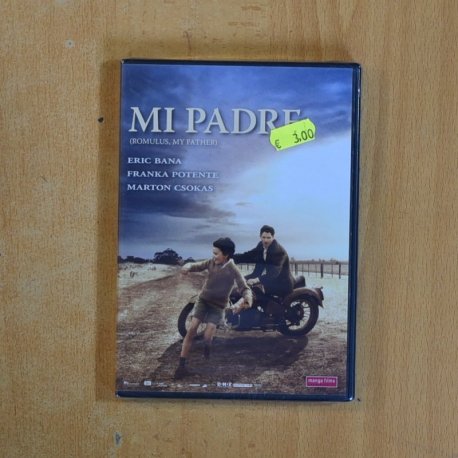 MI PADRE
(ROMULUS, MY FATHER)
€ 3,00
ERIC BANA
FRANKA POTENTE
MARTON CSOKAS
manga films